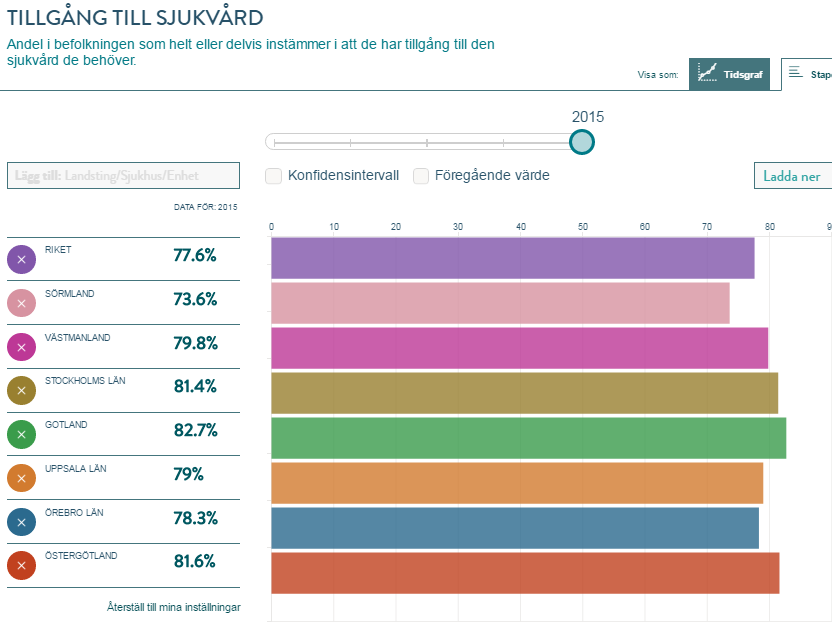 TILLGÅNG TILL SJUKVÅRD
Andel i befolkningen som helt eller delvis instämmer i att de har tillgång till den
sjukvård de behöver.
Visa som:
Tidsgraf
2015
Lägg till: Landsting/Sjukhus/Enhet
Konfidensintervall
Föregående värde
Ladda ner
DATA FÖR: 2015
0 10 20 30 40 50 60 70 80
RIKET 77.6%
SÖRMLAND 73.6%
VÄSTMANLAND 79.8%
STOCKHOLMS LÄN 81.4%
GOTLAND 82.7%
UPPSALA LÄN 79%
ÖREBRO LÄN 78.3%
ÖSTERGÖTLAND 81.6%
Återställ till mina inställningar